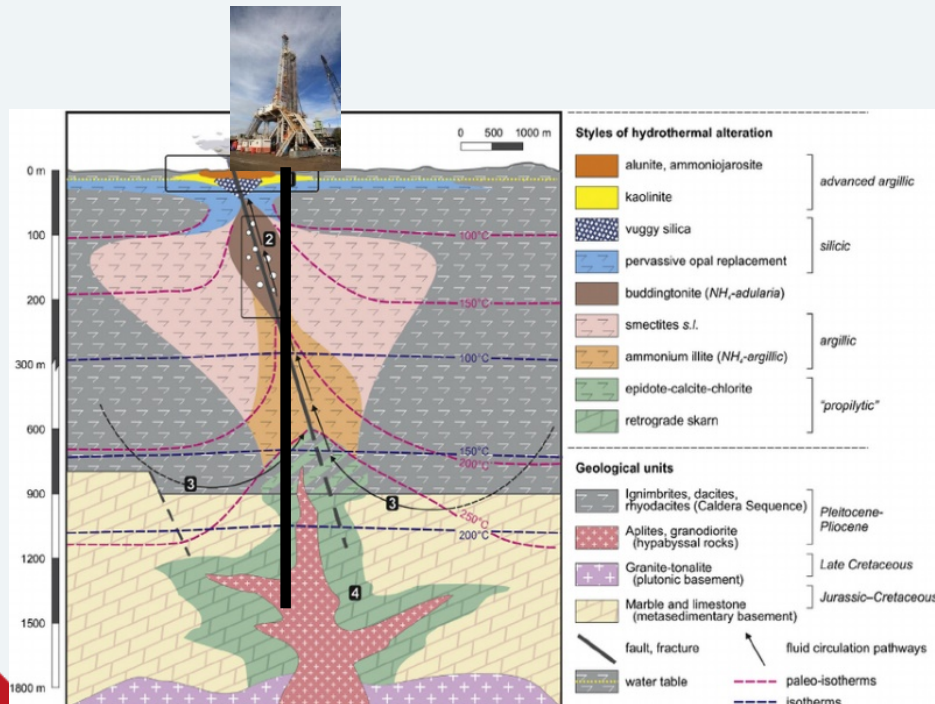 0 500 1000 m
0 m
100
200
300 m
600
900
1200
1500
1800 m
2
3
3
4
100°C
150°C
100°C
150°C
200°C
250°C
200°C
Styles of hydrothermal alteration
alunite, ammoniojarosite
kaolinite
advanced argillic
vuggy silica
pervassive opal replacement
silicic
buddingtonite (NH₄-adularia)
smectites s.l.
ammonium illite (NH₄-argillic)
argillic
epidote-calcite-chlorite
retrograde skarn
"propilytic"
Geological units
Ignimbrites, dacites,
rhyodacites (Caldera Sequence)
Pleitocene-
Pliocene
Aplites, granodiorite
(hypabyssal rocks)
Granite-tonalite
(plutonic basement)
Late Cretaceous
Marble and limestone
(metasedimentary basement)
Jurassic–Cretaceous
fault, fracture
fluid circulation pathways
water table
paleo-isotherms
isotherms